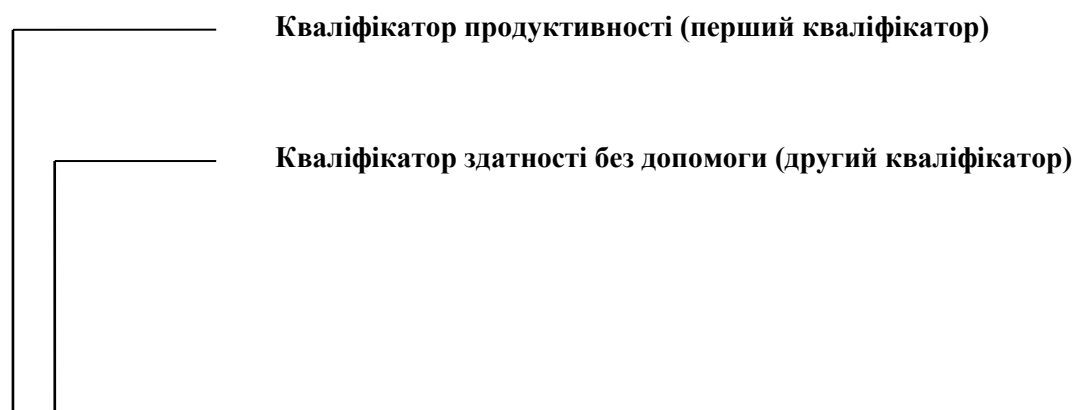 Кваліфікатор продуктивності (перший кваліфікатор)
Кваліфікатор здатності без допомоги (другий кваліфікатор)